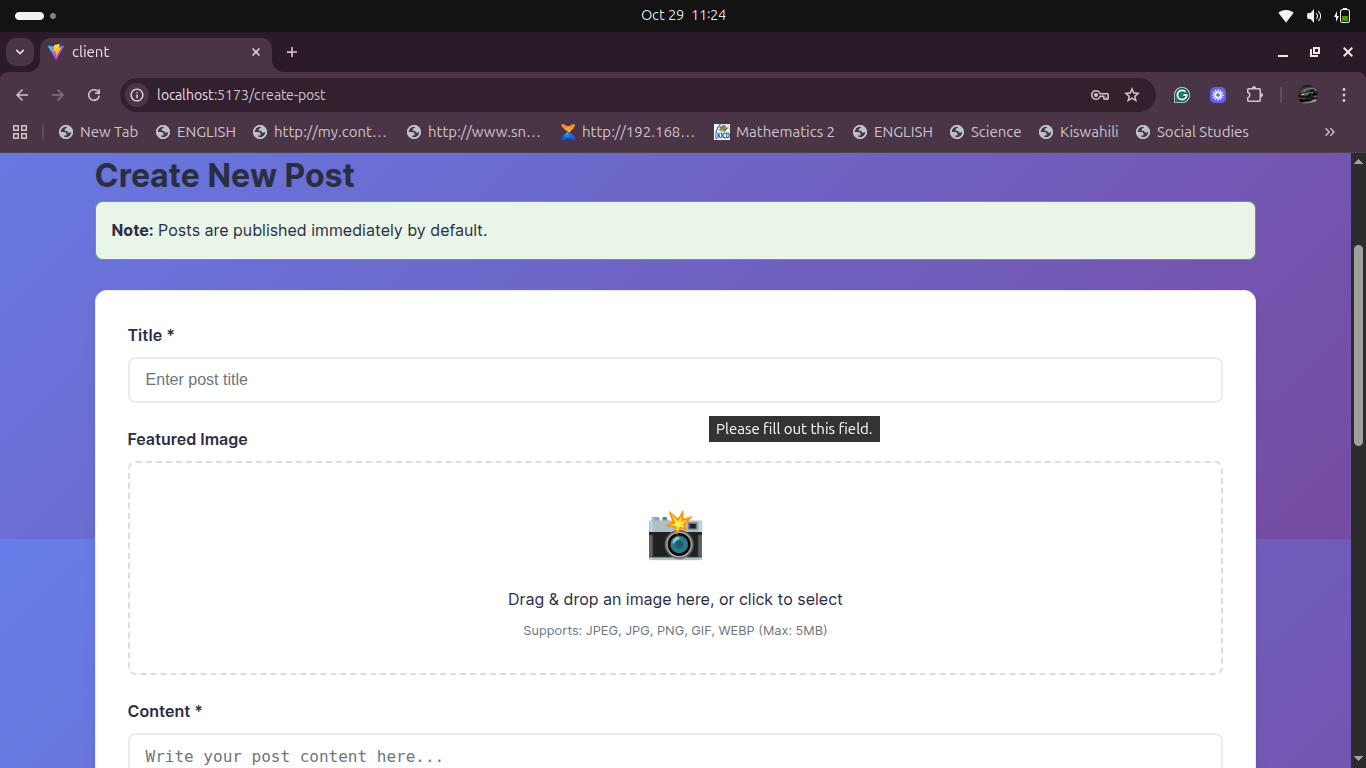 Oct 29 11:24
client
localhost:5173/create-post
New Tab
ENGLISH
http://my.cont...
http://www.sn...
http://192.168...
Mathematics 2
ENGLISH
Science
Kiswahili
Social Studies
»
Create New Post
Note: Posts are published immediately by default.
Title *
Enter post title
Please fill out this field.
Featured Image
Drag & drop an image here, or click to select
Supports: JPEG, JPG, PNG, GIF, WEBP (Max: 5MB)
Content *
Write your post content here...